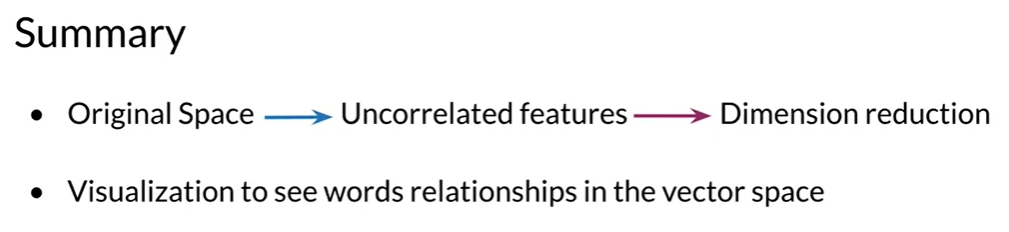 Summary
• Original Space → Uncorrelated features → Dimension reduction
• Visualization to see words relationships in the vector space